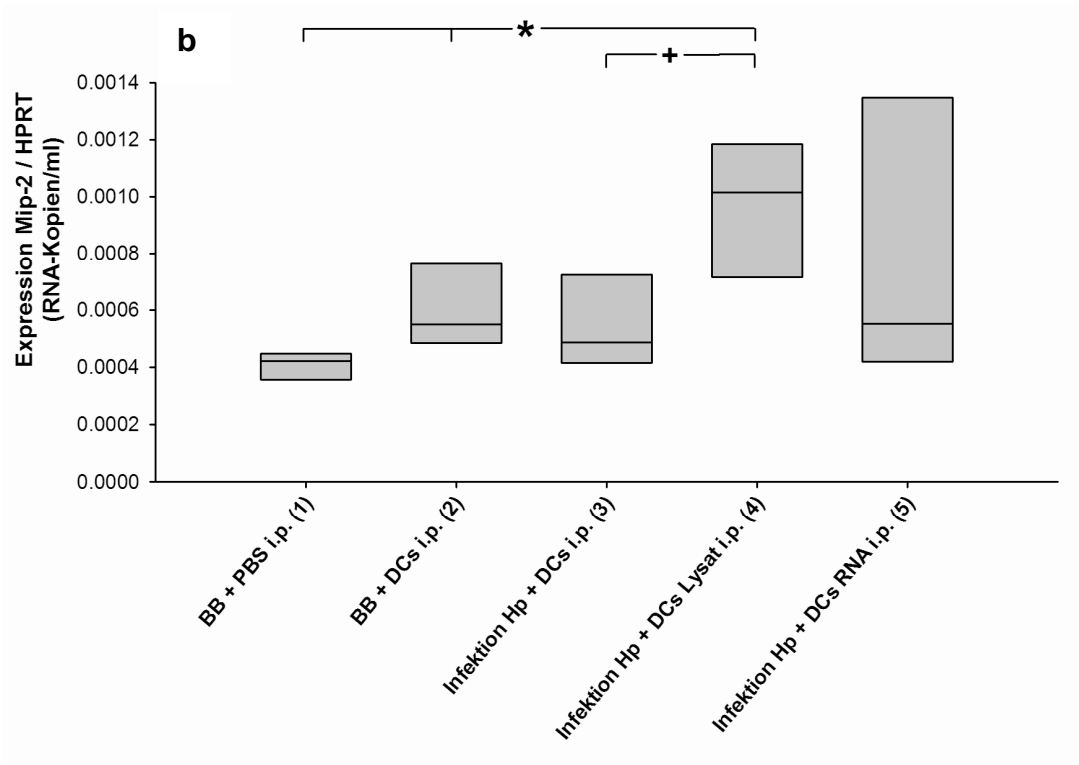 b
*
+
Expression Mip-2 / HPRT
(RNA-Kopien/ml)
0.0014
0.0012
0.0010
0.0008
0.0006
0.0004
0.0002
0.0000
BB + PBS i.p. (1)
BB + DCs i.p. (2)
Infektion Hp + DCs i.p. (3)
Infektion Hp + DCs Lysat i.p. (4)
Infektion Hp + DCs RNA i.p. (5)